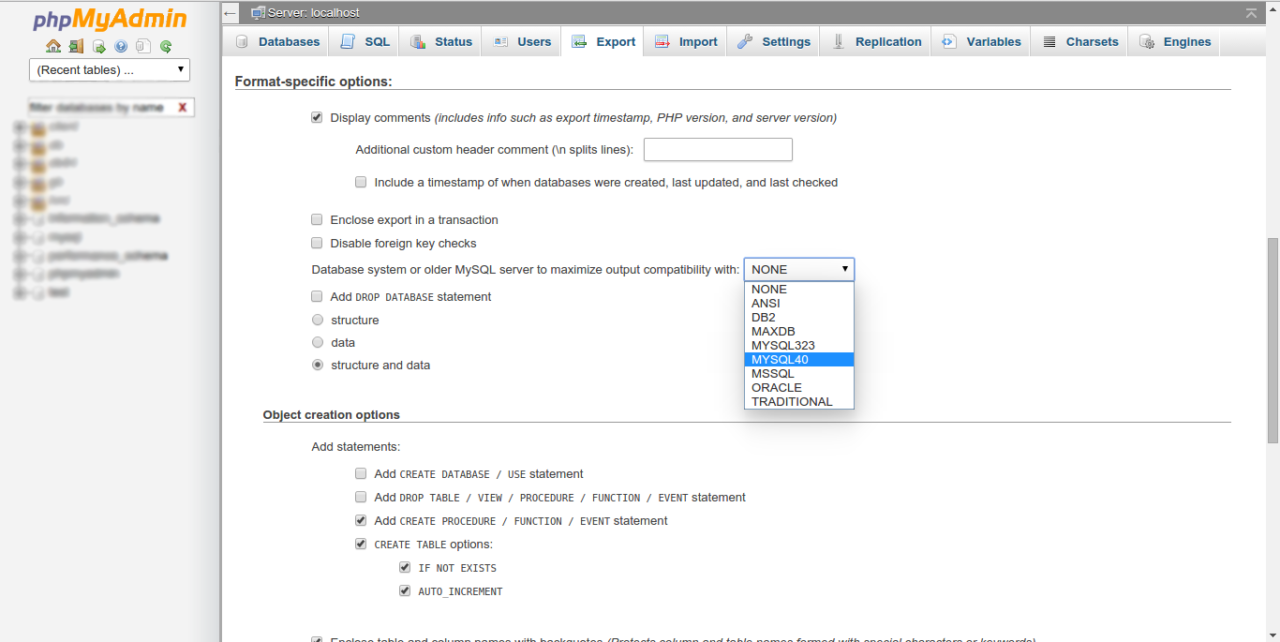 phpMyAdmin
(Recent tables) ...
filter databases by name X
client
db
gb
information_schema
mysql
performance_schema
phpmyadmin
test
Server: localhost
Databases SQL Status Users Export Import Settings Replication Variables Charsets Engines
Format-specific options:
Display comments (includes info such as export timestamp, PHP version, and server version)
Additional custom header comment (\n splits lines):
Include a timestamp of when databases were created, last updated, and last checked
Enclose export in a transaction
Disable foreign key checks
Database system or older MySQL server to maximize output compatibility with: NONE
NONE
ANSI
DB2
MAXDB
MYSQL323
MYSQL40
MSSQL
ORACLE
TRADITIONAL
Add DROP DATABASE statement
structure
data
structure and data
Object creation options
Add statements:
Add CREATE DATABASE / USE statement
Add DROP TABLE / VIEW / PROCEDURE / FUNCTION / EVENT statement
Add CREATE PROCEDURE / FUNCTION / EVENT statement
CREATE TABLE options:
IF NOT EXISTS
AUTO_INCREMENT
Enclose table and column names with backquotes (Protects column and table names formed with special characters or keywords)